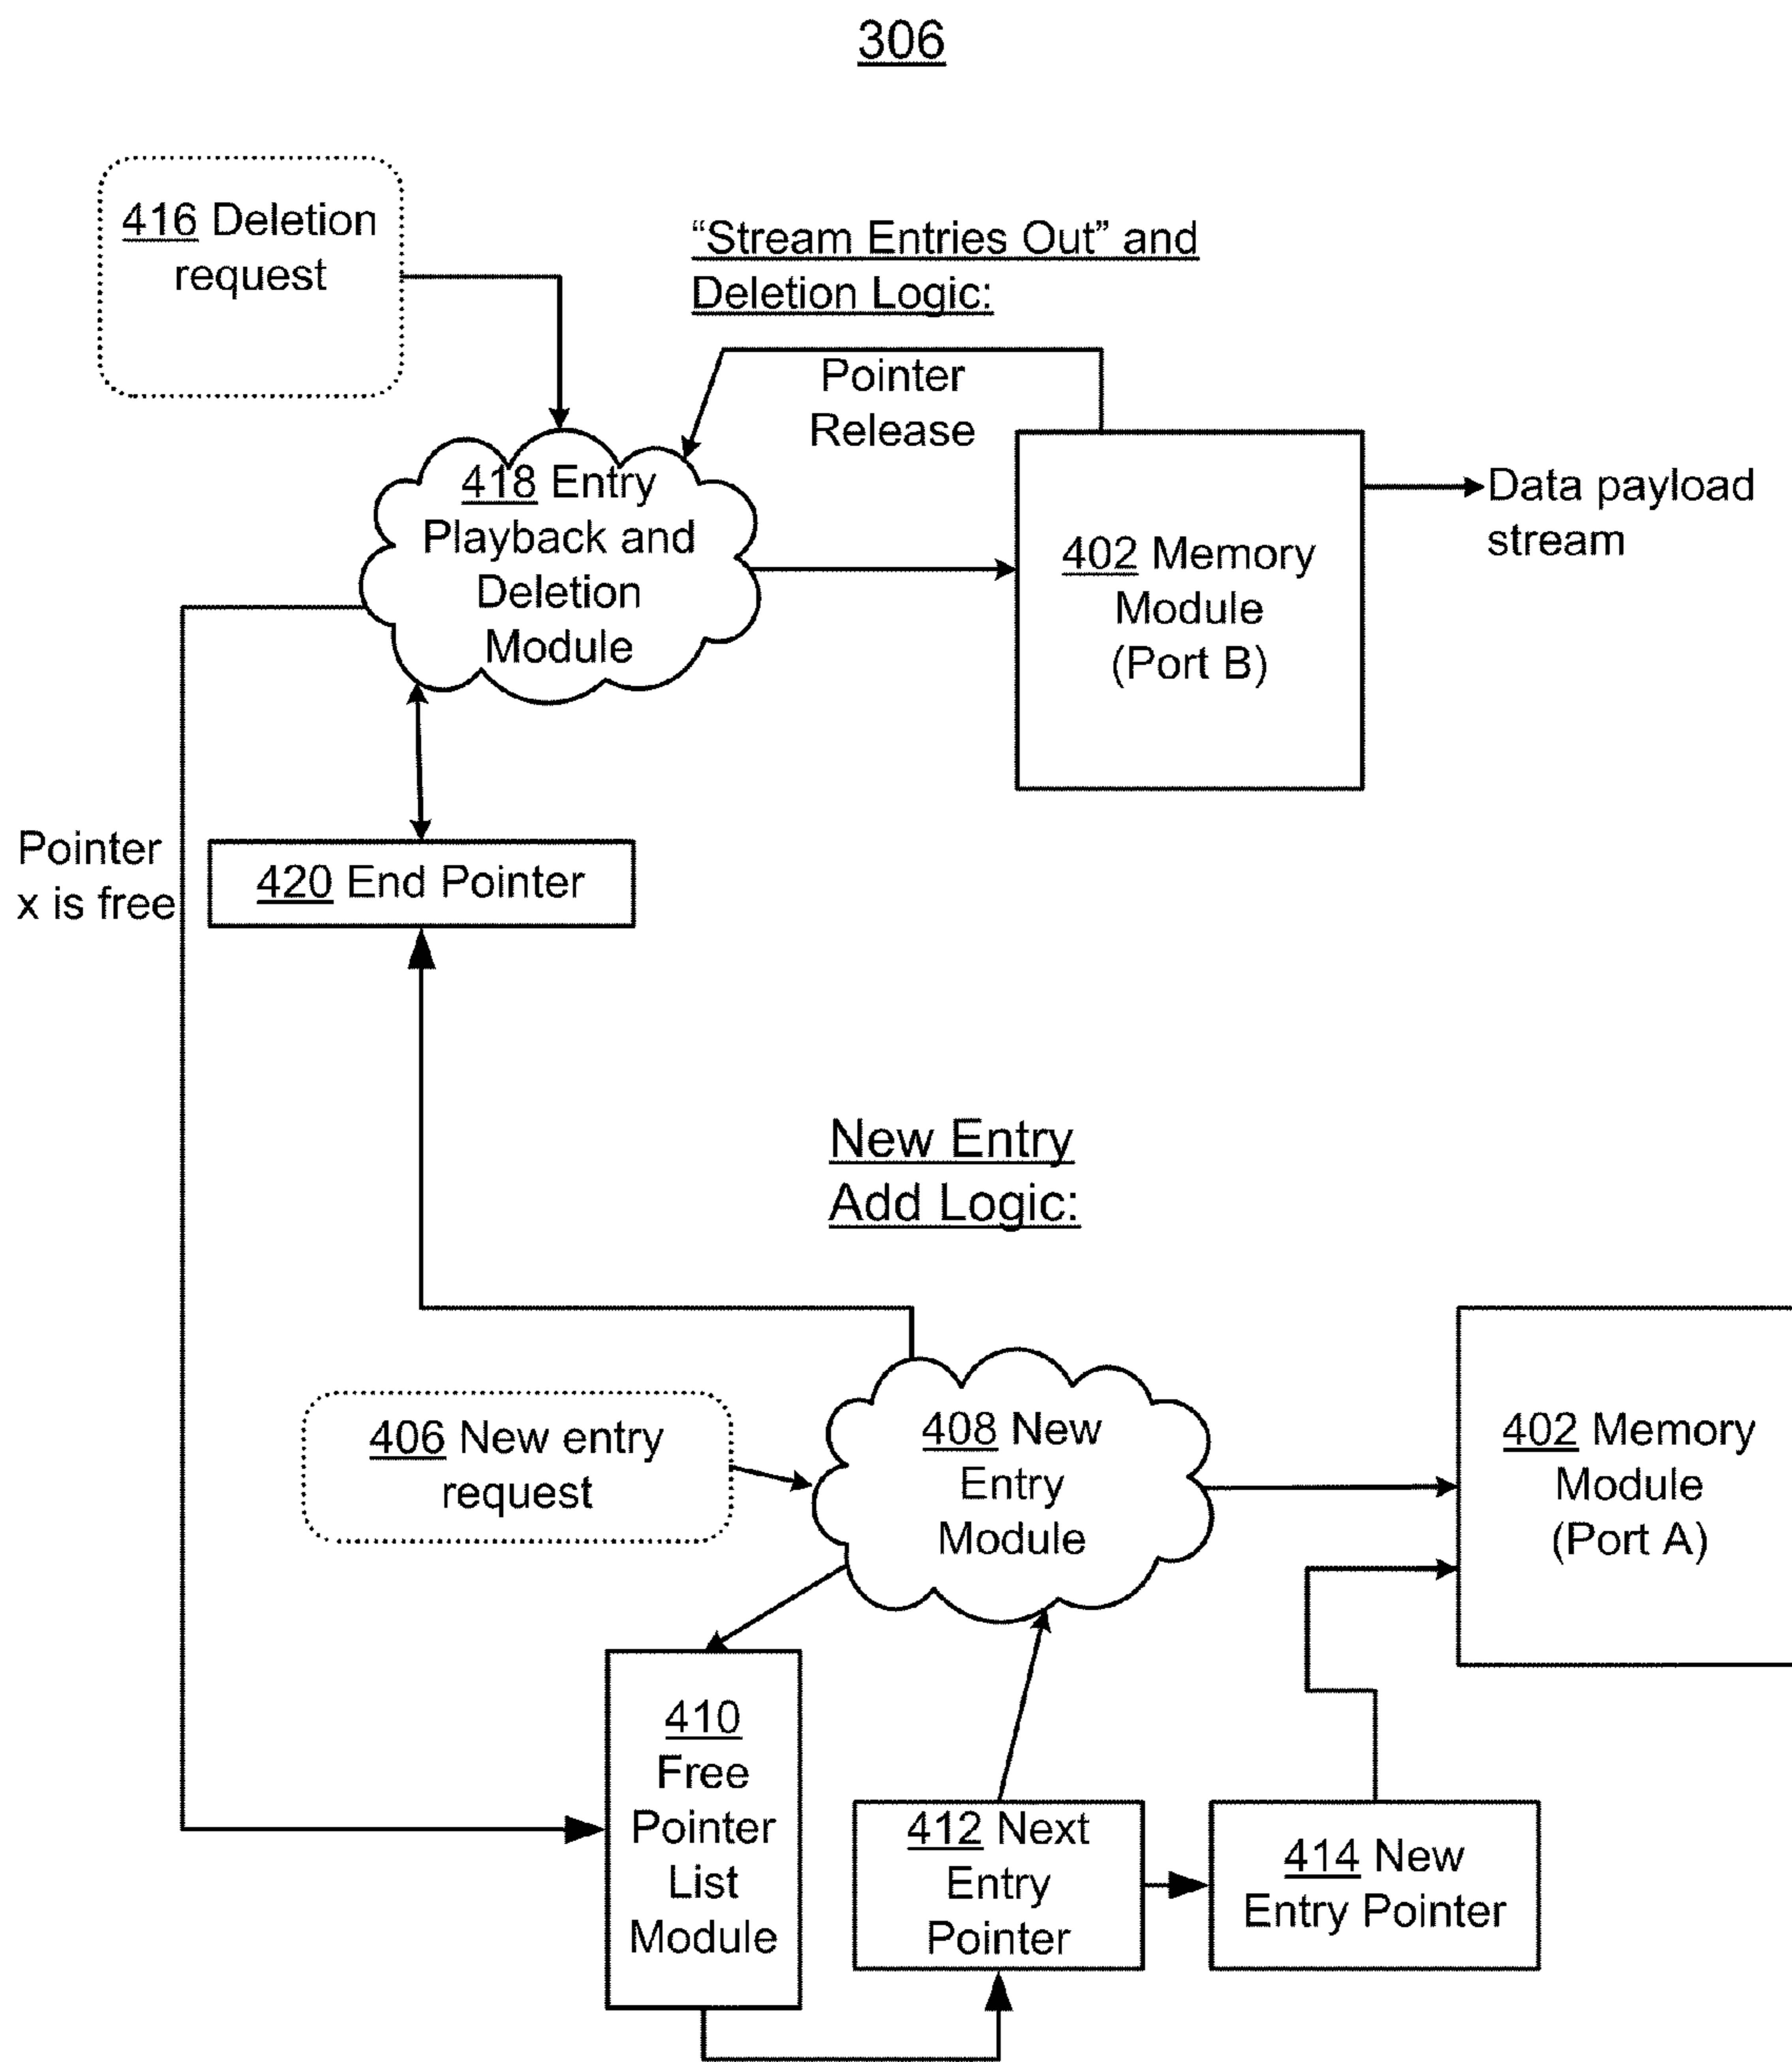 306
416 Deletion
request
“Stream Entries Out” and
Deletion Logic:
Pointer
Release
418 Entry
Playback and
Deletion
Module
402 Memory
Module
(Port B)
Data payload
stream
Pointer
x is free
420 End Pointer
New Entry
Add Logic:
406 New entry
request
408 New
Entry
Module
402 Memory
Module
(Port A)
410
Free
Pointer
List
Module
412 Next
Entry
Pointer
414 New
Entry Pointer